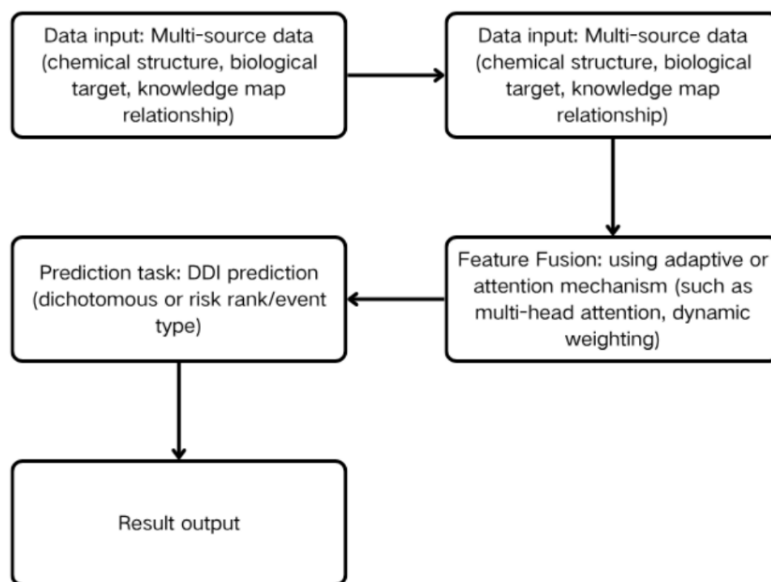 Data input: Multi-source data
(chemical structure, biological
target, knowledge map
relationship)
Data input: Multi-source data
(chemical structure, biological
target, knowledge map
relationship)
Feature Fusion: using adaptive or
attention mechanism (such as
multi-head attention, dynamic
weighting)
Prediction task: DDI prediction
(dichotomous or risk rank/event
type)
Result output